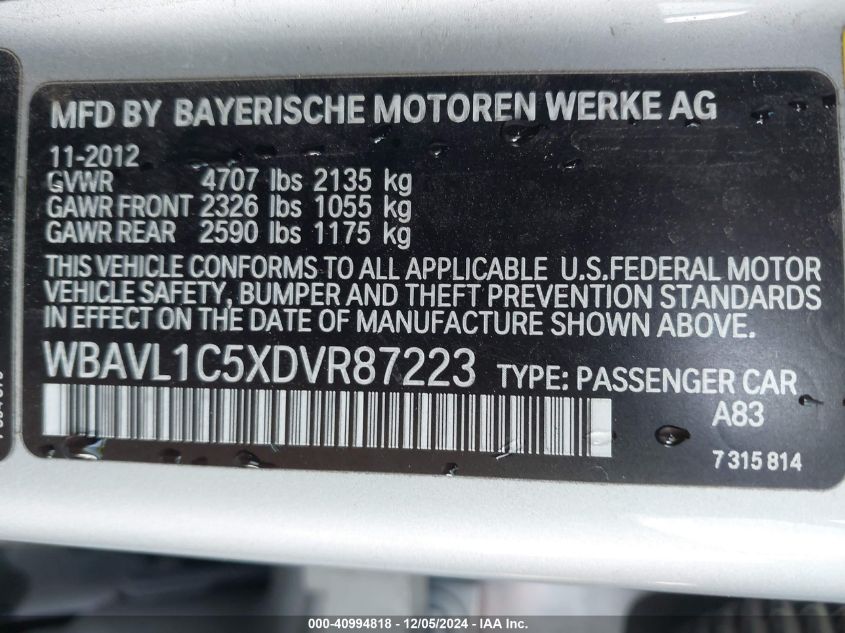 MFD BY BAYERISCHE MOTOREN WERKE AG
11-2012
GVWR 4707 lbs 2135 kg
GAWR FRONT 2326 lbs 1055 kg
GAWR REAR 2590 lbs 1175 kg
THIS VEHICLE CONFORMS TO ALL APPLICABLE U.S.FEDERAL MOTOR
VEHICLE SAFETY, BUMPER AND THEFT PREVENTION STANDARDS
IN EFFECT ON THE DATE OF MANUFACTURE SHOWN ABOVE.
WBAVL1C5XDVR87223 TYPE: PASSENGER CAR
A83
7 315 814
000-40994818 - 12/05/2024 - IAA Inc.